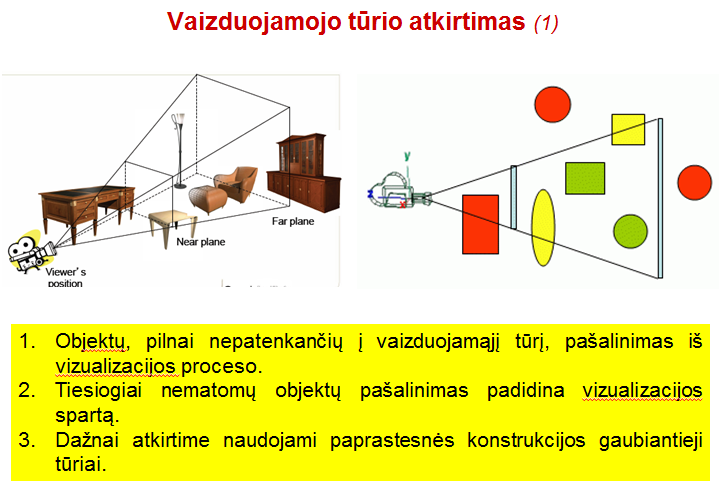 Vaizduojamojo tūrio atkirtimas (1)
Far plane
Near plane
Viewer's
position
y
x
1. Objektų, pilnai nepatenkančių į vaizduojamąjį tūrį, pašalinimas iš
vizualizacijos proceso.
2. Tiesiogiai nematomų objektų pašalinimas padidina vizualizacijos
spartą.
3. Dažnai atkirtime naudojami paprastesnės konstrukcijos gaubiantieji
tūriai.